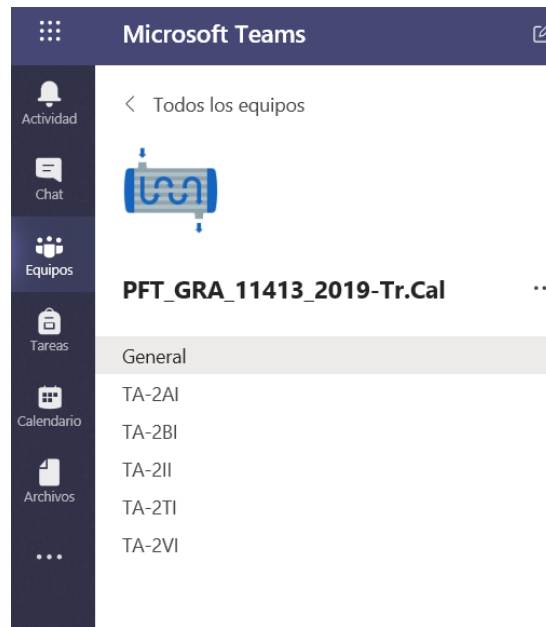 Microsoft Teams
Actividad
Chat
Equipos
Tareas
Calendario
Archivos
Todos los equipos
PFT_GRA_11413_2019-Tr.Cal
General
TA-2AI
TA-2BI
TA-2II
TA-2TI
TA-2VI